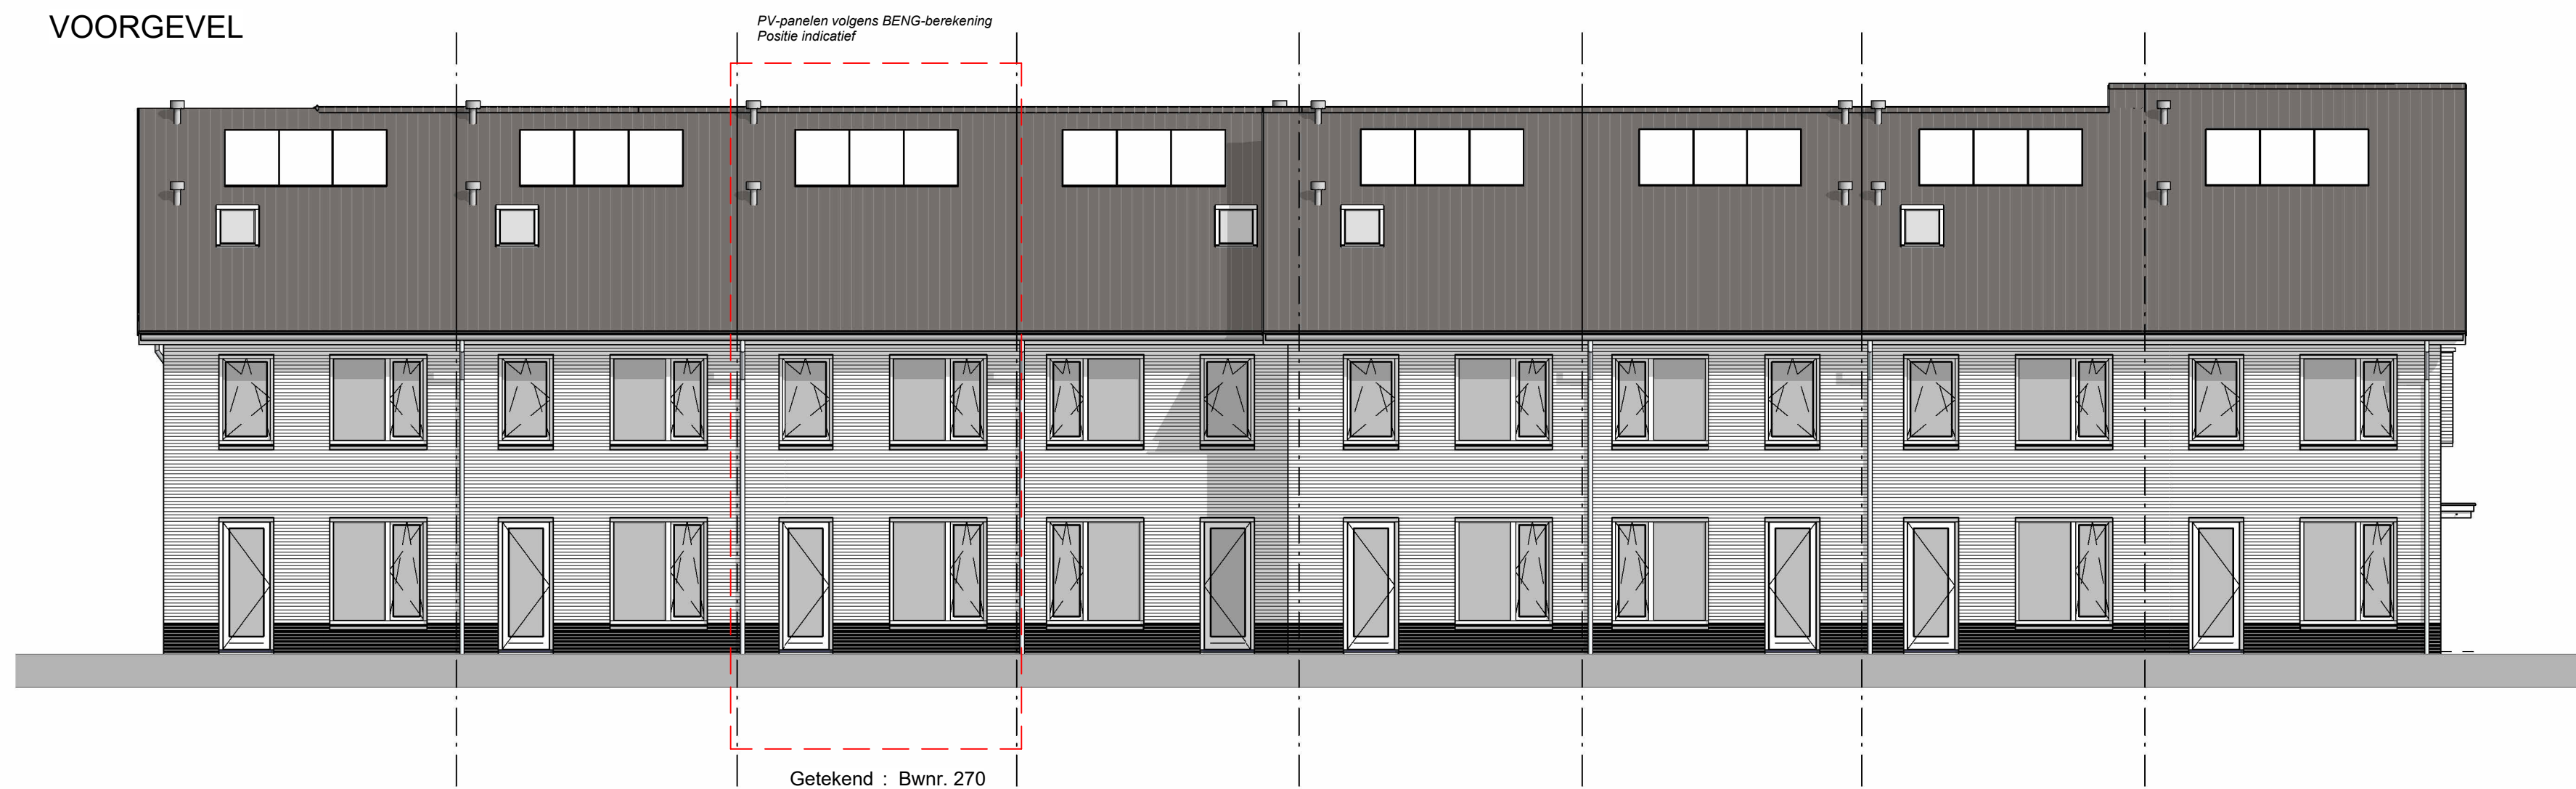 VOORGEVEL
PV-panelen volgens BENG-berekening
Positie indicatief
Getekend : Bwnr. 270